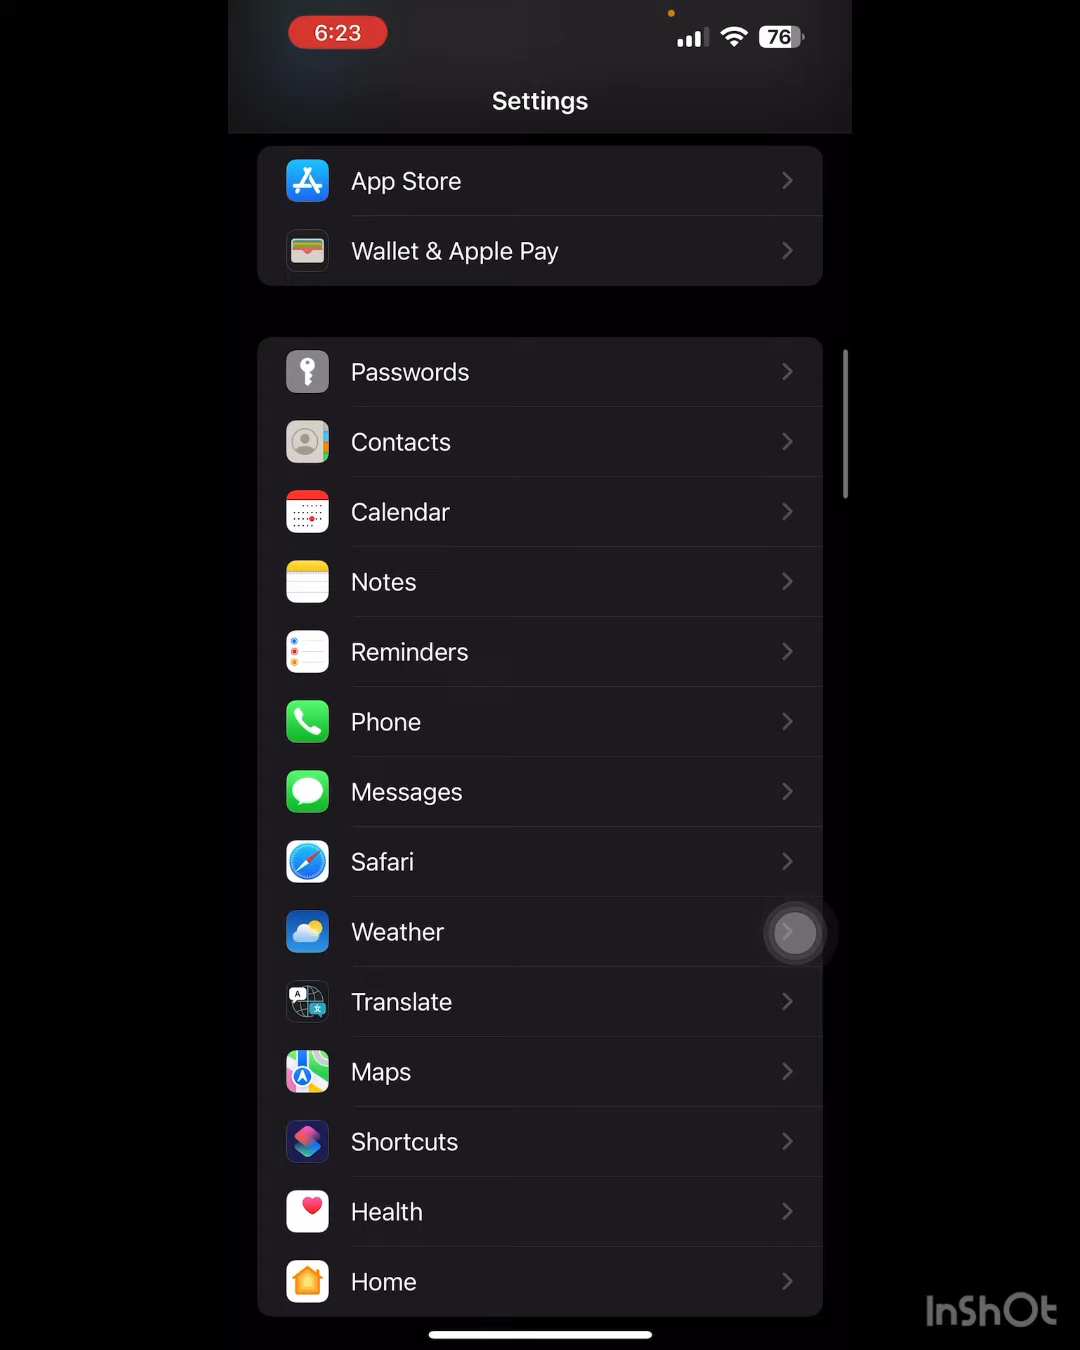 6:23
76
Settings
App Store
Wallet & Apple Pay
Passwords
Contacts
Calendar
Notes
Reminders
Phone
Messages
Safari
Weather
Translate
Maps
Shortcuts
Health
Home
InShOt